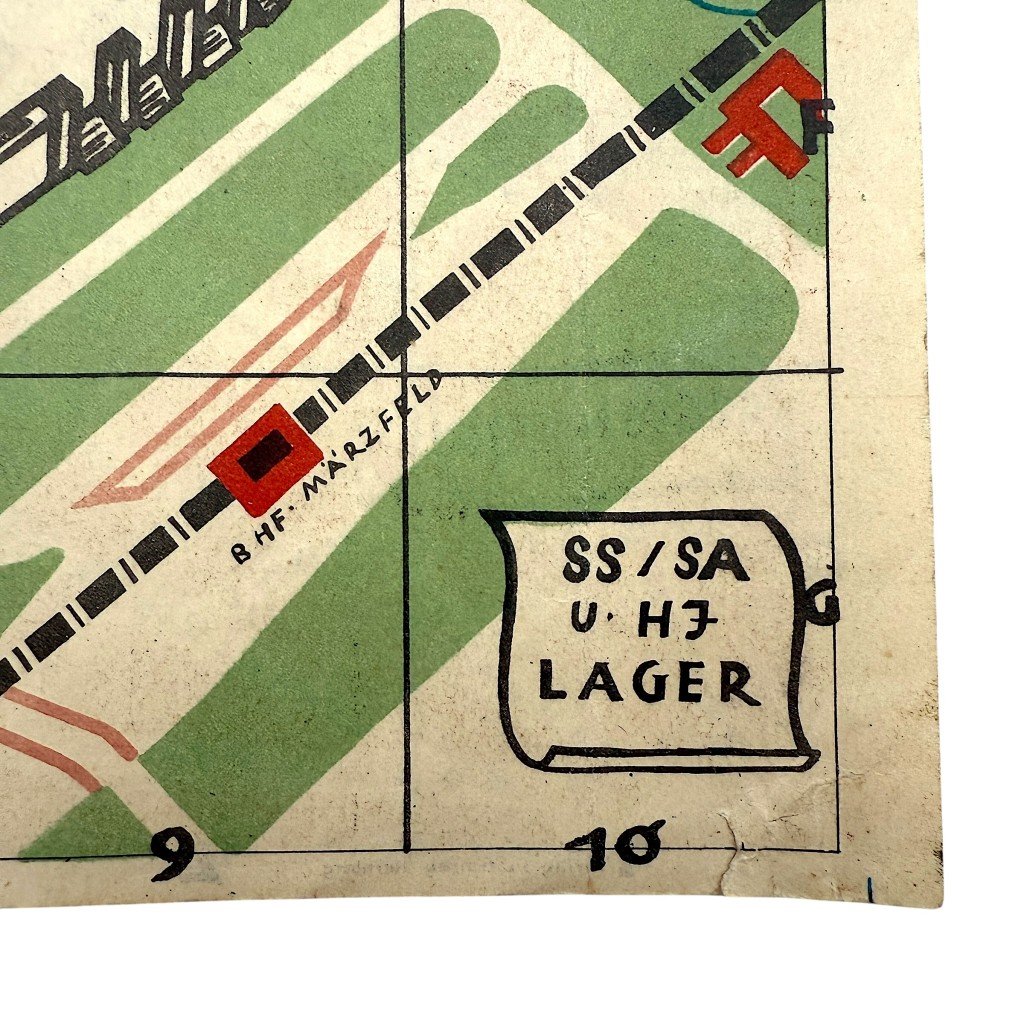 F
BHF. MÄRZFELD
SS/SA
U. HJ
LAGER
G
9
10